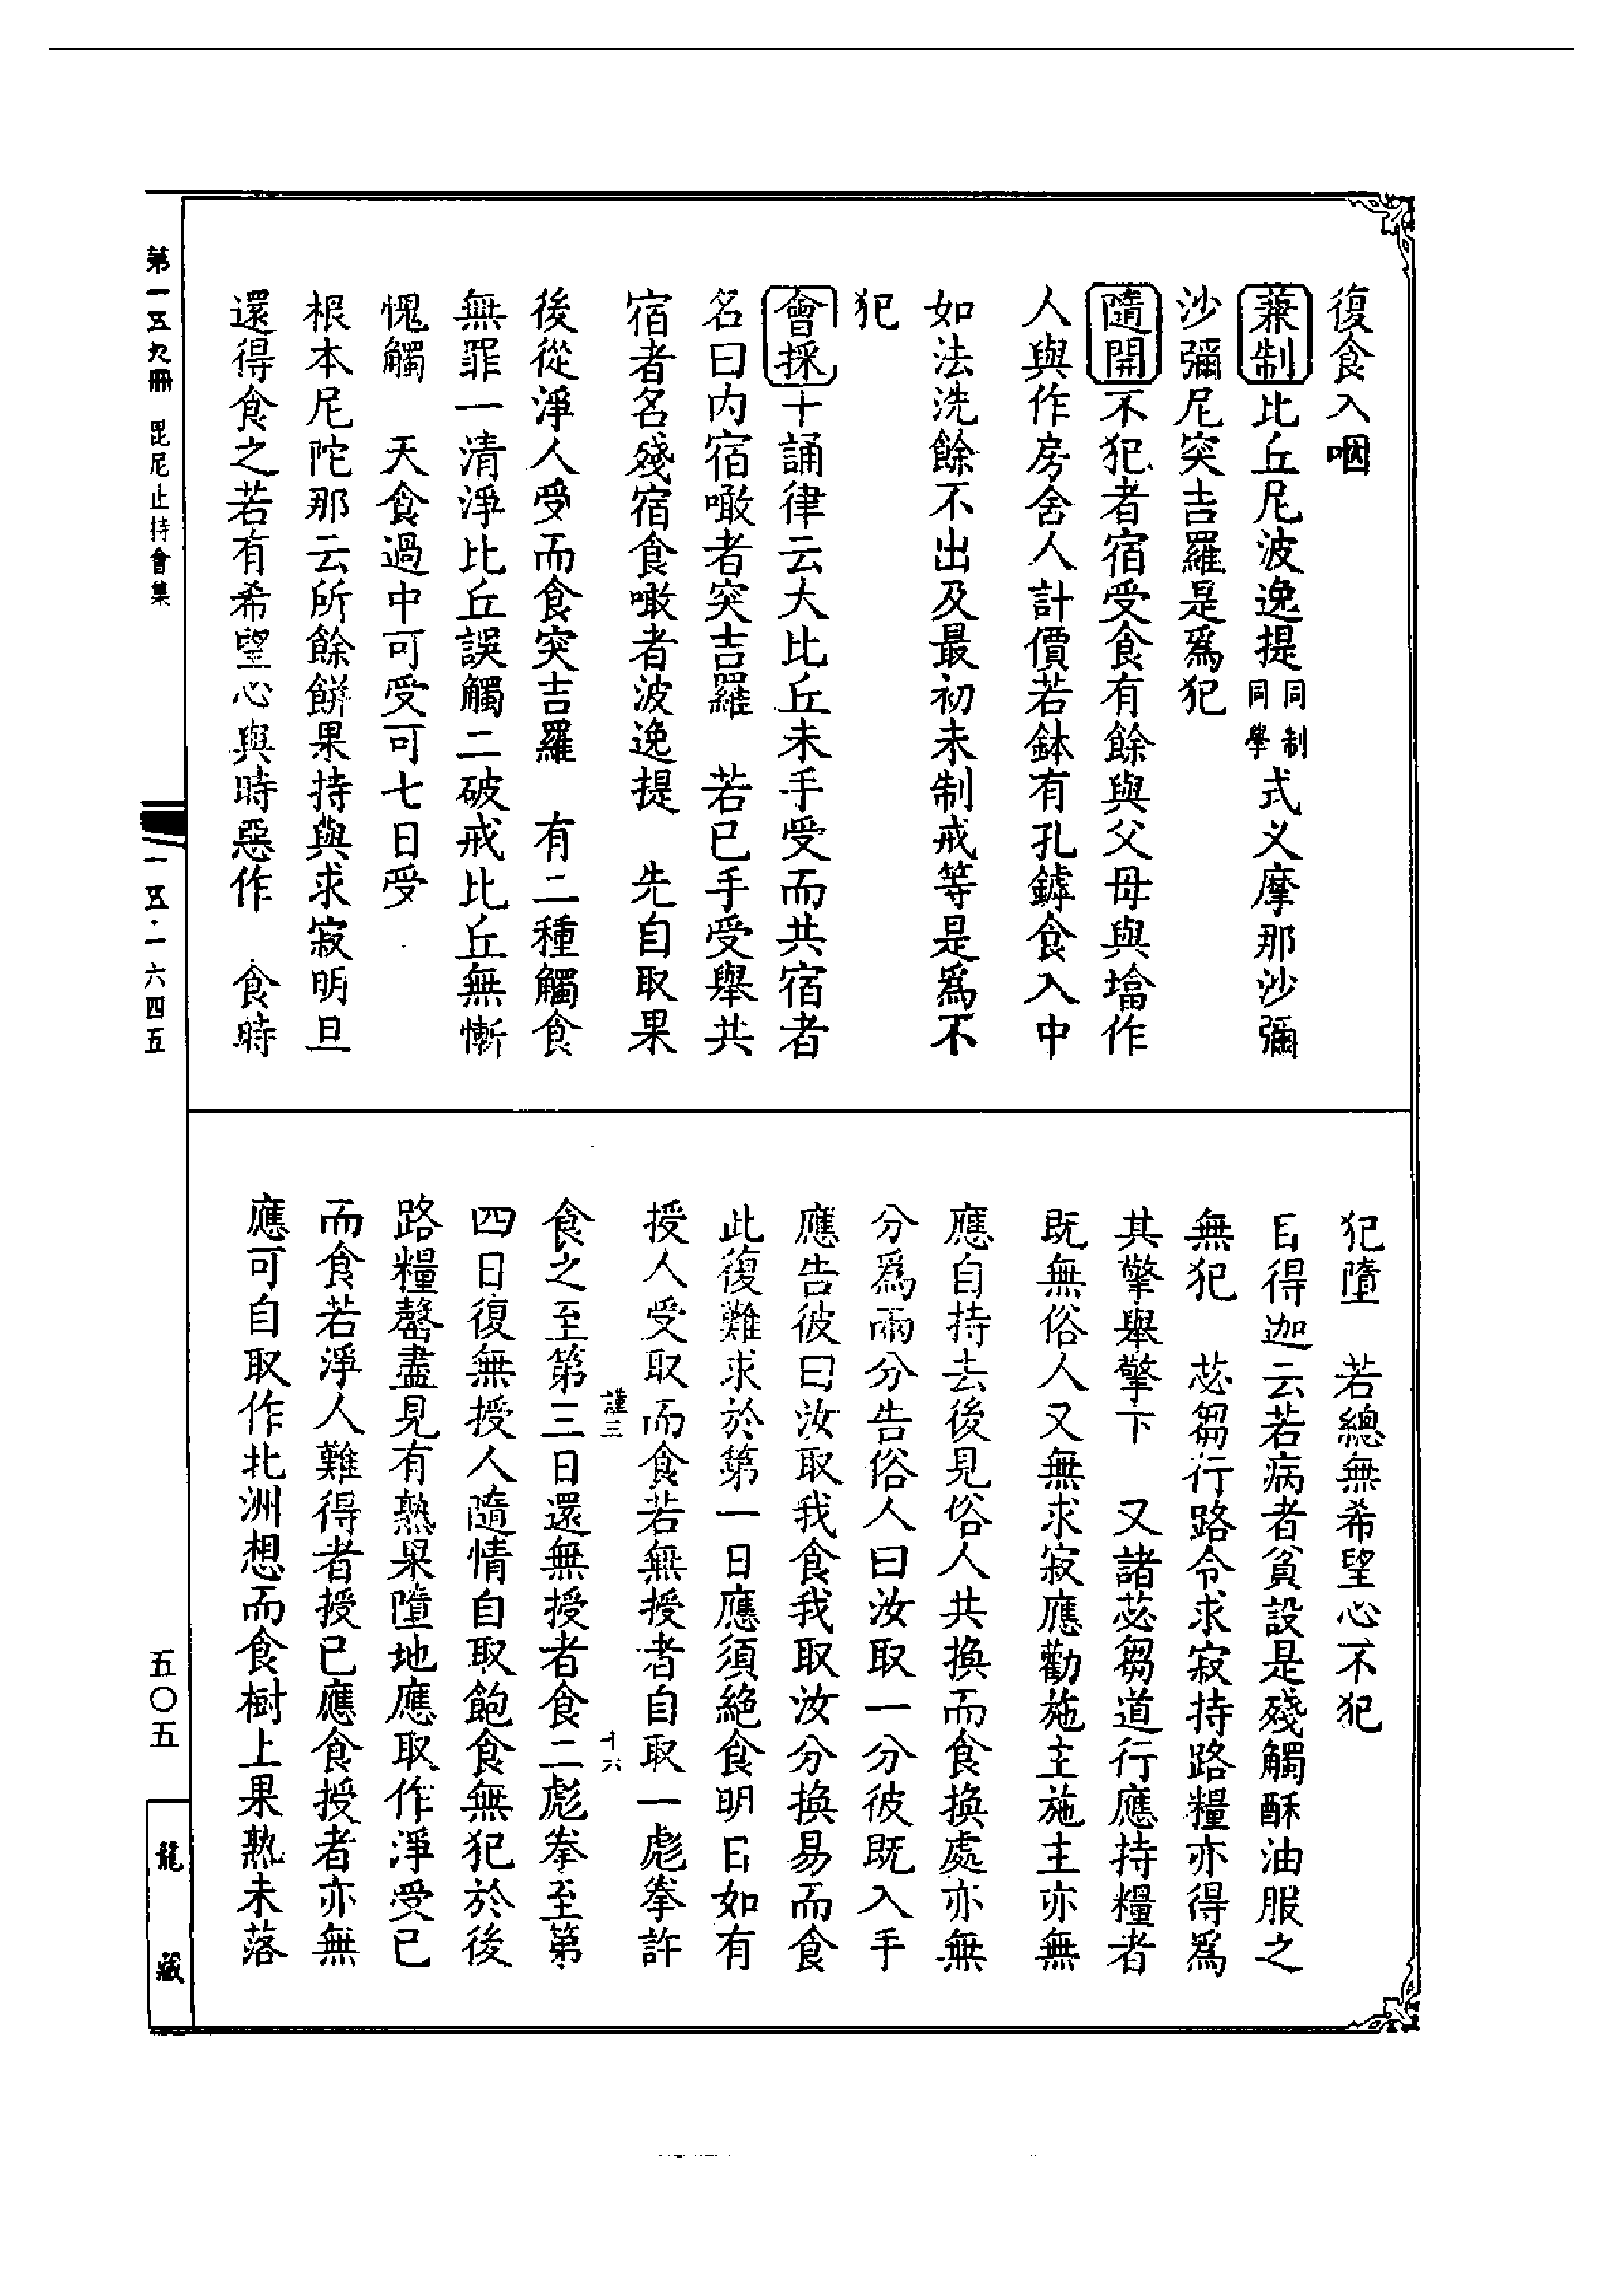 復食入咽
兼制比丘尼波逸提同制同學式义摩那沙彌
沙彌尼突吉羅是爲犯
隨開不犯者宿受食有餘與父母與塔作
人與作房舍人計價若鉢有孔罅食入中
如法洗餘不出及最初未制戒等是爲不
犯
會採十誦律云大比丘未手受而共宿者
名曰内宿噉者突吉羅　若已手受舉共
宿者名殘宿食噉者波逸提　先自取果
後從淨人受而食突吉羅　有二種觸食
無罪一清淨比丘誤觸二破戒比丘無慚
愧觸　天食過中可受可七日受
根本尼陀那云所餘餅果持與求寂明旦
還得食之若有希望心與時惡作　食時
犯墮　若總無希望心不犯
目得迦云若病者貧設是殘觸酥油服之
無犯　苾芻行路令求寂持路糧亦得爲
其擎舉擎下　又諸苾芻道行應持糧者
既無俗人又無求寂應勸施主施主亦無
應自持去後見俗人共換而食換處亦無
分爲兩分告俗人曰汝取一分彼既入手
應告彼曰汝取我食我取汝分換易而食
此復難求於第一日應須絕食明日如有
授人受取而食若無授者自取一彪拳許
謹三　十六
食之至第三日還無授者食二彪拳至第
四日復無授人隨情自取飽食無犯於後
路糧罄盡見有熟果墮地應取作淨受已
而食若淨人難得者授已應食授者亦無
應可自取作北洲想而食樹上果熟未落
第一五九冊　毘尼止持會集
一五·一六四五
五〇五
龍藏